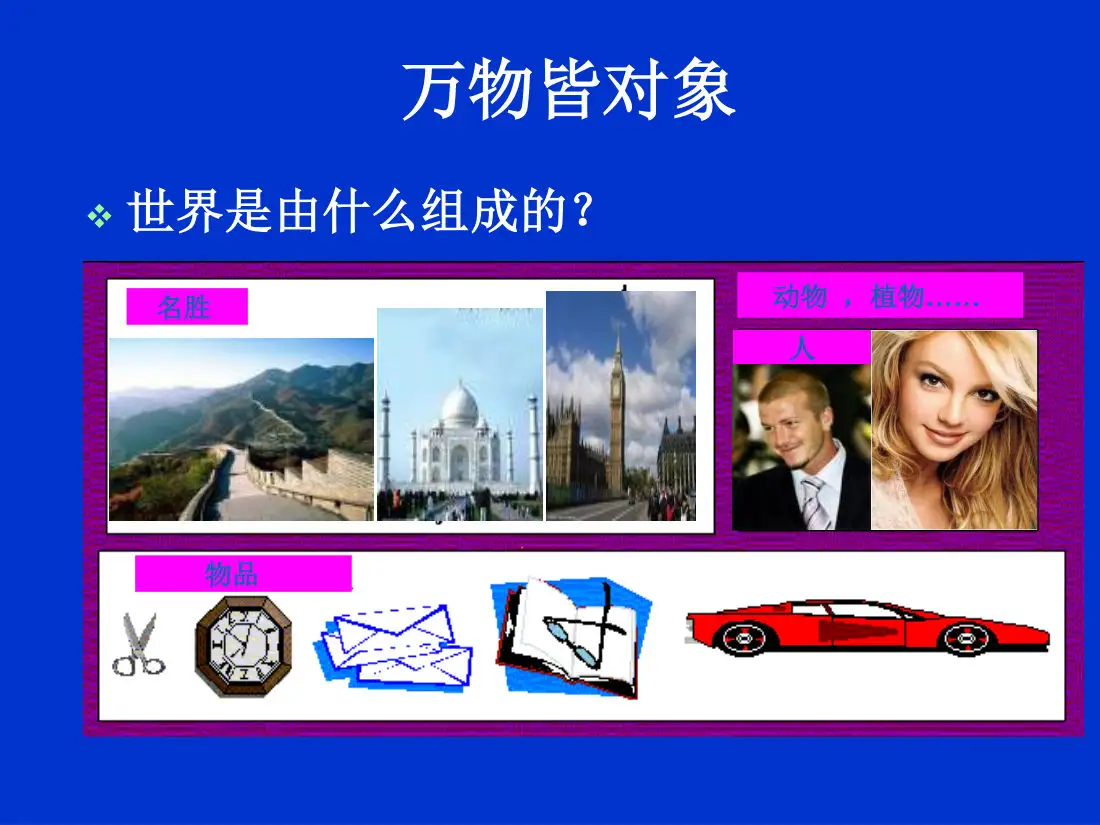 万物皆对象
世界是由什么组成的？
名胜
动物 ，植物……
人
物品